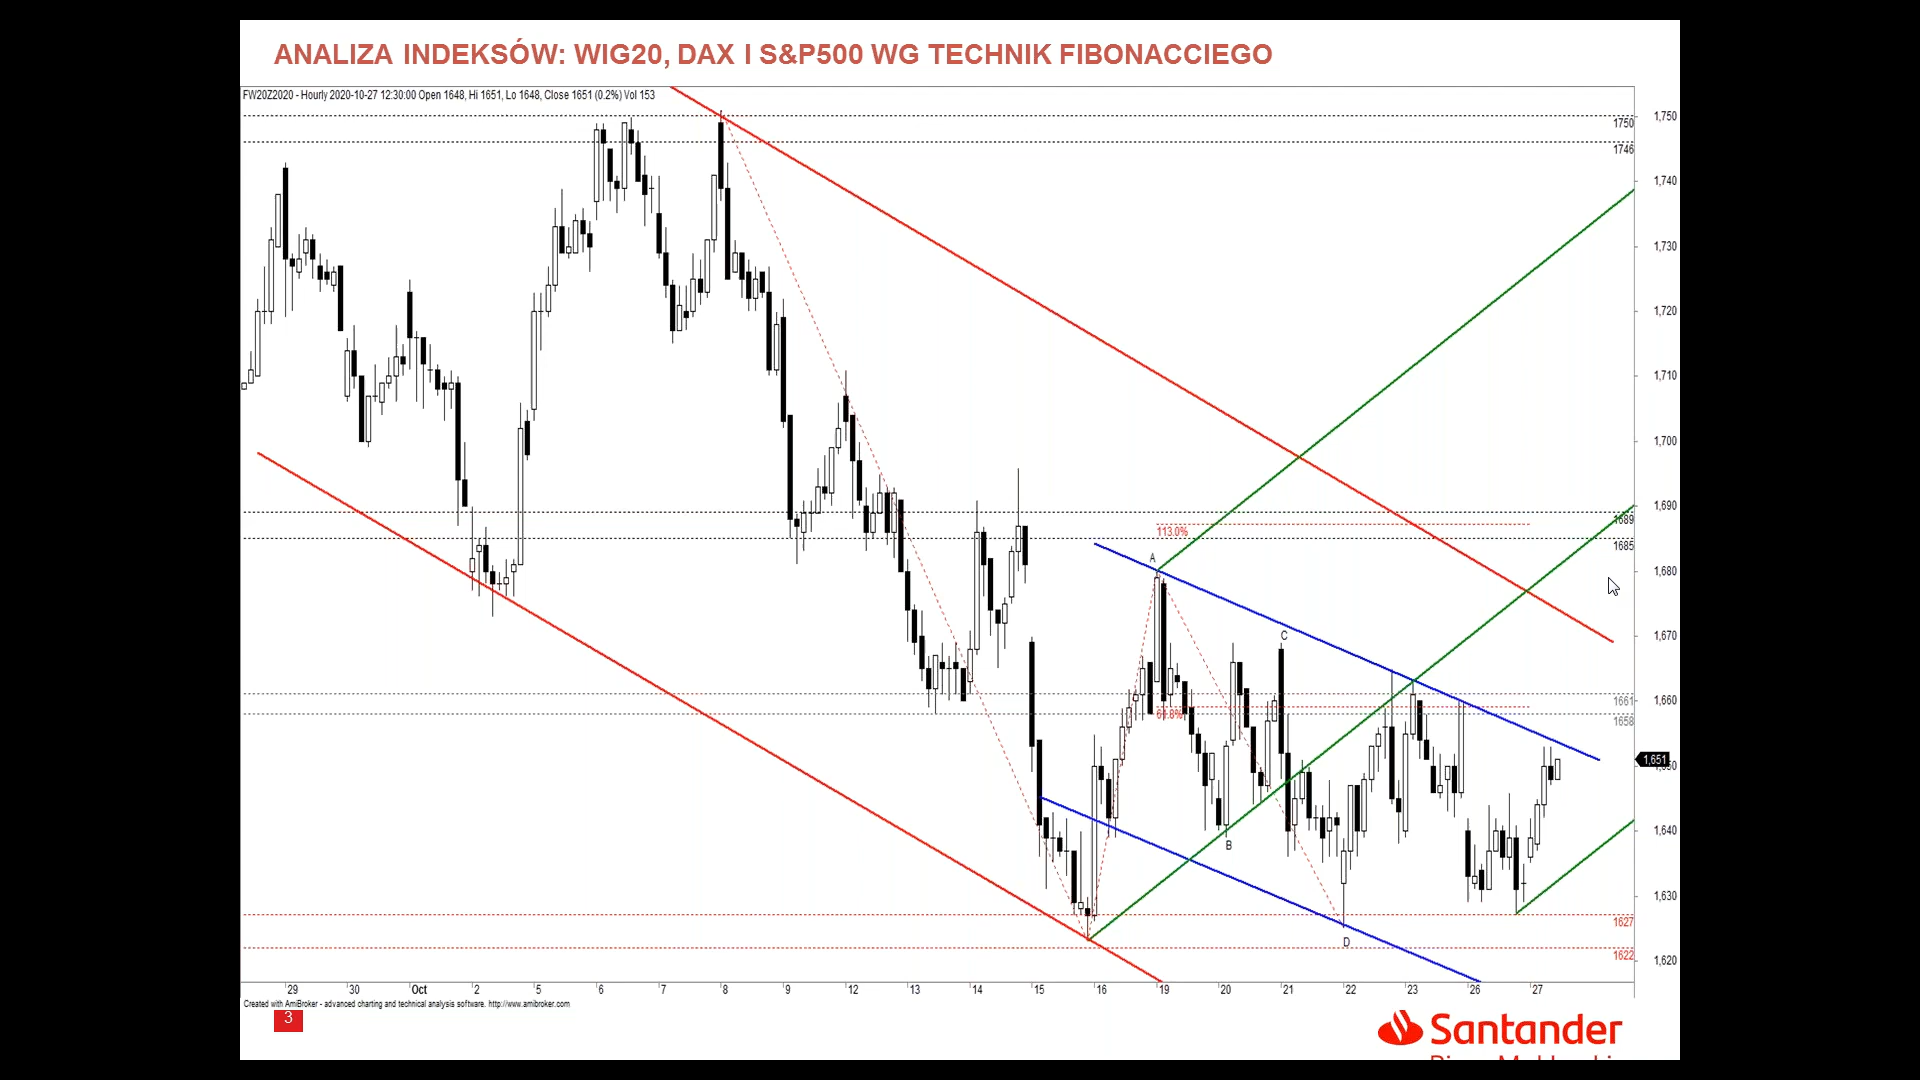 ANALIZA INDEKSÓW: WIG20, DAX I S&P500 WG TECHNIK FIBONACCIEGO
FW20Z2020 - Hourly 2020-10-27 12:30:00 Open 1648, Hi 1651, Lo 1648, Close 1651 (0.2%) Vol 153
1,750
1750
1746
1,740
1,730
1,720
1,710
1,700
1,690
1689
113.0%
1685
A
1,680
C
1,670
1661
1,660
61.8%
1658
1,651
1,640
B
1,630
1627
D
1622
1,620
29 30 Oct 2 5 6 7 8 9 12 13 14 15 16 19 20 21 22 23 26 27
Created with AmiBroker - advanced charting and technical analysis software. http://www.amibroker.com
3
Santander